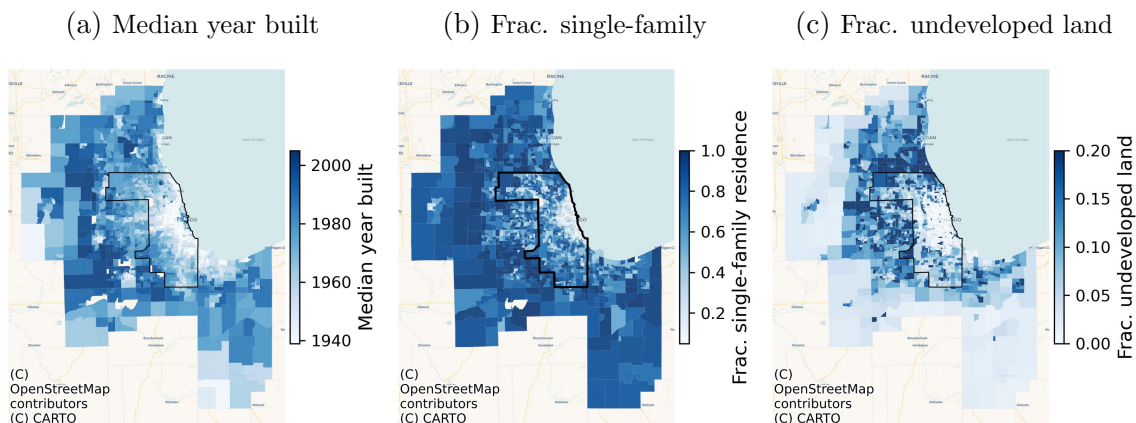 (a) Median year built
(b) Frac. single-family
(c) Frac. undeveloped land
RACINE
2000
1980
1960
1940
Median year built
(C)
OpenStreetMap
contributors
(C) CARTO
RACINE
1.0
0.8
0.6
0.4
0.2
Frac. single-family residence
(C)
OpenStreetMap
contributors
(C) CARTO
RACINE
0.20
0.15
0.10
0.05
0.00
Frac. undeveloped land
(C)
OpenStreetMap
contributors
(C) CARTO